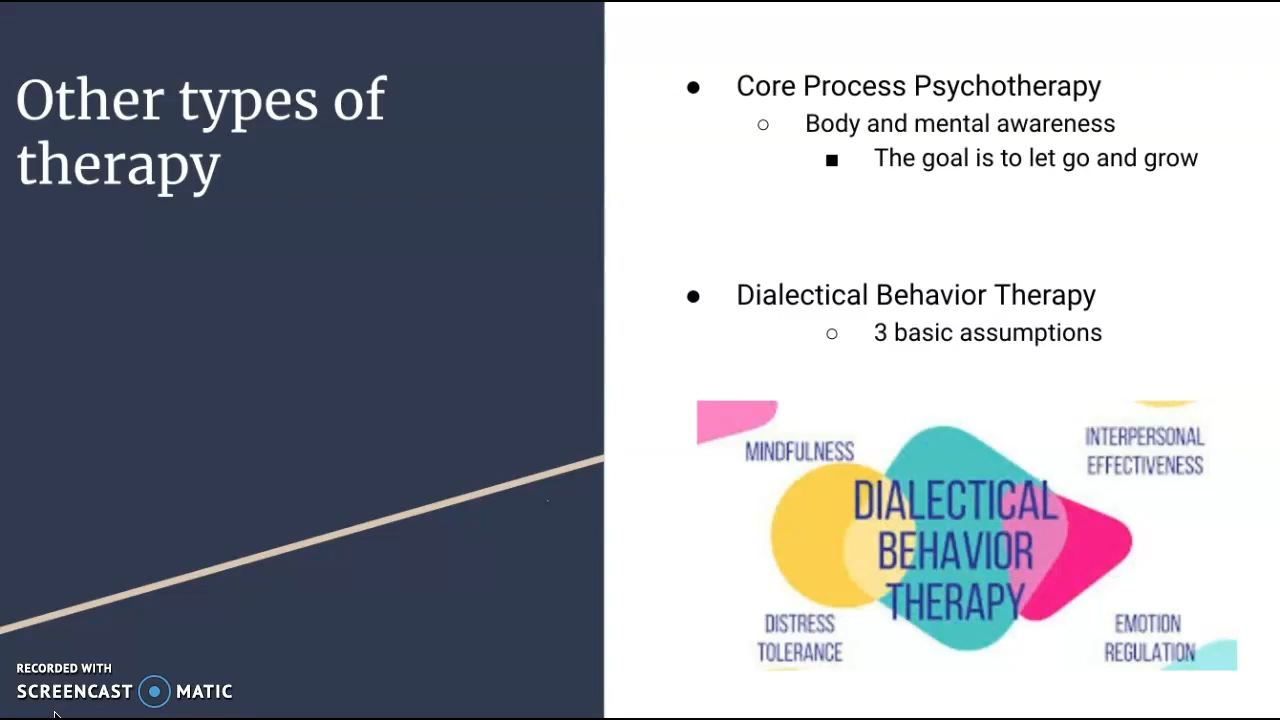 Other types of
therapy
● Core Process Psychotherapy
○ Body and mental awareness
■ The goal is to let go and grow
● Dialectical Behavior Therapy
○ 3 basic assumptions
MINDFULNESS
INTERPERSONAL
EFFECTIVENESS
DIALECTICAL
BEHAVIOR
THERAPY
DISTRESS
TOLERANCE
EMOTION
REGULATION
RECORDED WITH
SCREENCAST MATIC